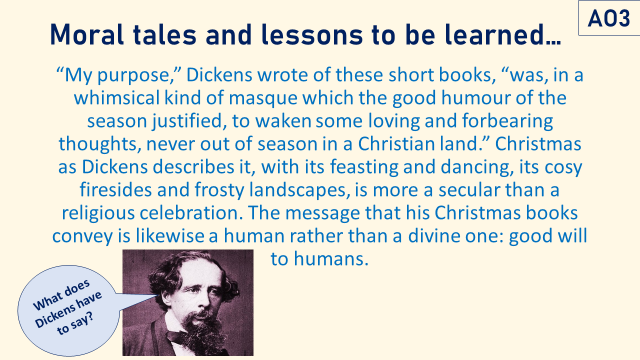 AO3
Moral tales and lessons to be learned…
“My purpose,” Dickens wrote of these short books, “was, in a
whimsical kind of masque which the good humour of the
season justified, to waken some loving and forbearing
thoughts, never out of season in a Christian land.” Christmas
as Dickens describes it, with its feasting and dancing, its cosy
firesides and frosty landscapes, is more a secular than a
religious celebration. The message that his Christmas books
convey is likewise a human rather than a divine one: good will
to humans.
What does
Dickens have
to say?